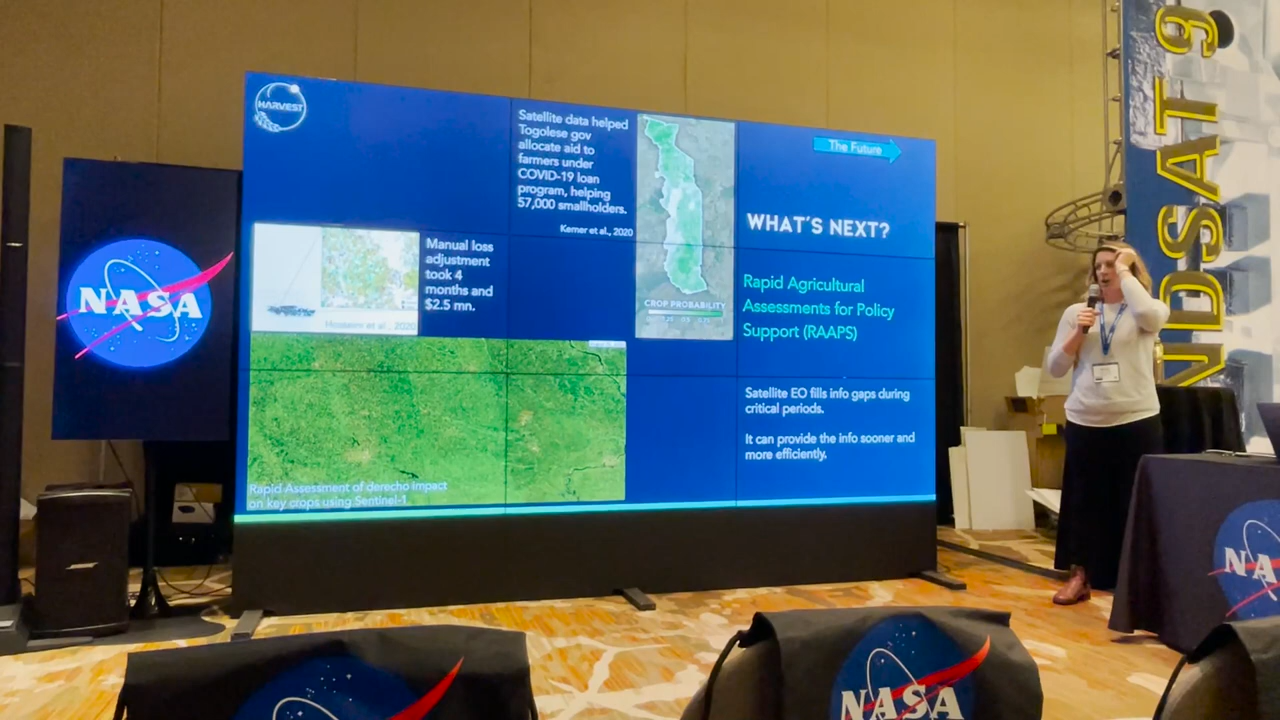 HARVEST
Satellite data helped
Togolese gov
allocate aid to
farmers under
COVID-19 loan
program, helping
57,000 smallholders.
Kerner et al., 2020
CROP PROBABILITY
Manual loss
adjustment
took 4
months and
$2.5 mn.
Hosseini et al., 2020
Rapid Assessment of derecho impact
on key crops using Sentinel-1
The Future
WHAT'S NEXT?
Rapid Agricultural
Assessments for Policy
Support (RAAPS)
Satellite EO fills info gaps during
critical periods.
It can provide the info sooner and
more efficiently.
NASA
NDSAT 9
NA
NASA
NASA